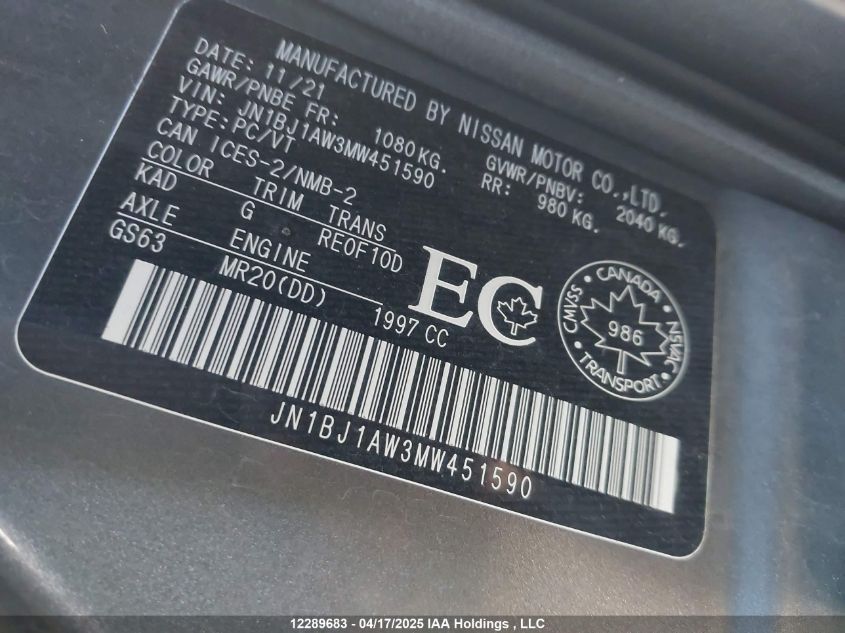 MANUFACTURED BY NISSAN MOTOR CO.,LTD.
DATE: 11/21
GAWR/PNBE FR: 1080 KG. GVWR/PNBV: 2040 KG.
RR: 980 KG.
VIN: JN1BJ1AW3MW451590
TYPE:PC/VT
CAN ICES-2/NMB-2
COLOR TRIM TRANS
KAD G RE0F10D
AXLE ENGINE
GS63 MR20(DD) 1997 CC
EC
CANADA
CMVSS NSVAC
986
TRANSPORT
JN1BJ1AW3MW451590
12289683 - 04/17/2025 IAA Holdings , LLC